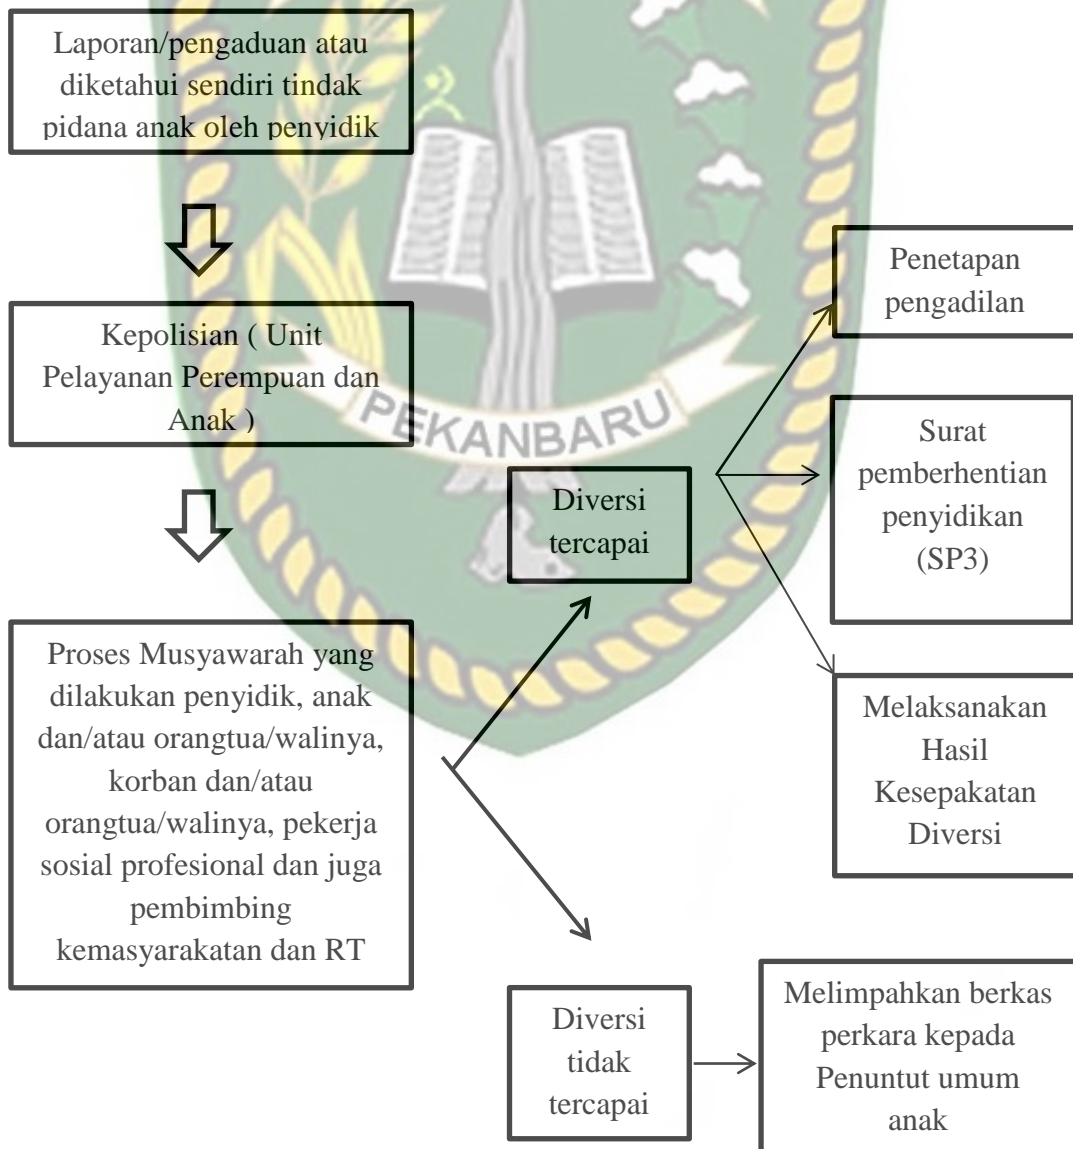 Laporan/pengaduan atau
diketahui sendiri tindak
pidana anak oleh penyidik
Kepolisian ( Unit
Pelayanan Perempuan dan
Anak )
Proses Musyawarah yang
dilakukan penyidik, anak
dan/atau orangtua/walinya,
korban dan/atau
orangtua/walinya, pekerja
sosial profesional dan juga
pembimbing
kemasyarakatan dan RT
PEKANBARU
Diversi
tercapai
Penetapan
pengadilan
Surat
pemberhentian
penyidikan
(SP3)
Melaksanakan
Hasil
Kesepakatan
Diversi
Diversi
tidak
tercapai
Melimpahkan berkas
perkara kepada
Penuntut umum
anak